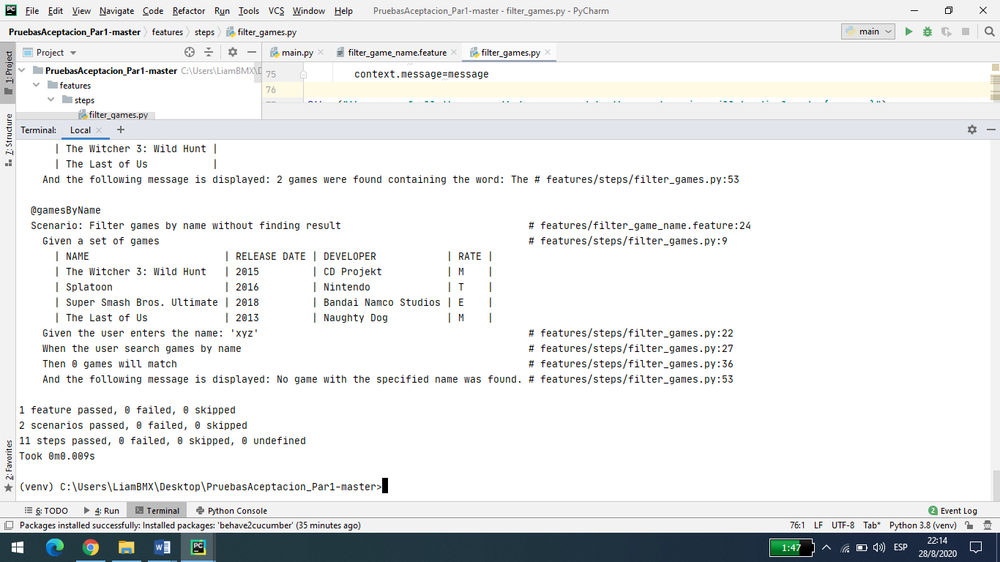 PC File Edit View Navigate Code Refactor Run Tools VCS Window Help PruebasAceptacion_Par1-master - filter_games.py - PyCharm
PruebasAceptacion_Par1-master features steps filter_games.py main
1: Project
Project
main.py filter_game_name.feature filter_games.py
PruebasAceptacion_Par1-master C:\Users\LiamBMX\
features
steps
filter_games.py
75 context.message=message
76
7: Structure
Terminal: Local +
| The Witcher 3: Wild Hunt |
| The Last of Us |
And the following message is displayed: 2 games were found containing the word: The # features/steps/filter_games.py:53
@gamesByName
Scenario: Filter games by name without finding result # features/filter_game_name.feature:24
Given a set of games # features/steps/filter_games.py:9
| NAME | RELEASE DATE | DEVELOPER | RATE |
| The Witcher 3: Wild Hunt | 2015 | CD Projekt | M |
| Splatoon | 2016 | Nintendo | T |
| Super Smash Bros. Ultimate | 2018 | Bandai Namco Studios | E |
| The Last of Us | 2013 | Naughty Dog | M |
Given the user enters the name: 'xyz' # features/steps/filter_games.py:22
When the user search games by name # features/steps/filter_games.py:27
Then 0 games will match # features/steps/filter_games.py:36
And the following message is displayed: No game with the specified name was found. # features/steps/filter_games.py:53
1 feature passed, 0 failed, 0 skipped
2 scenarios passed, 0 failed, 0 skipped
11 steps passed, 0 failed, 0 skipped, 0 undefined
Took 0m0.009s
(venv) C:\Users\LiamBMX\Desktop\PruebasAceptacion_Par1-master>
2: Favorites
6: TODO 4: Run Terminal Python Console 2 Event Log
Packages installed successfully: Installed packages: 'behave2cucumber' (35 minutes ago) 76:1 LF UTF-8 Tab* Python 3.8 (venv)
PC 1:47 ESP 22:14
28/8/2020